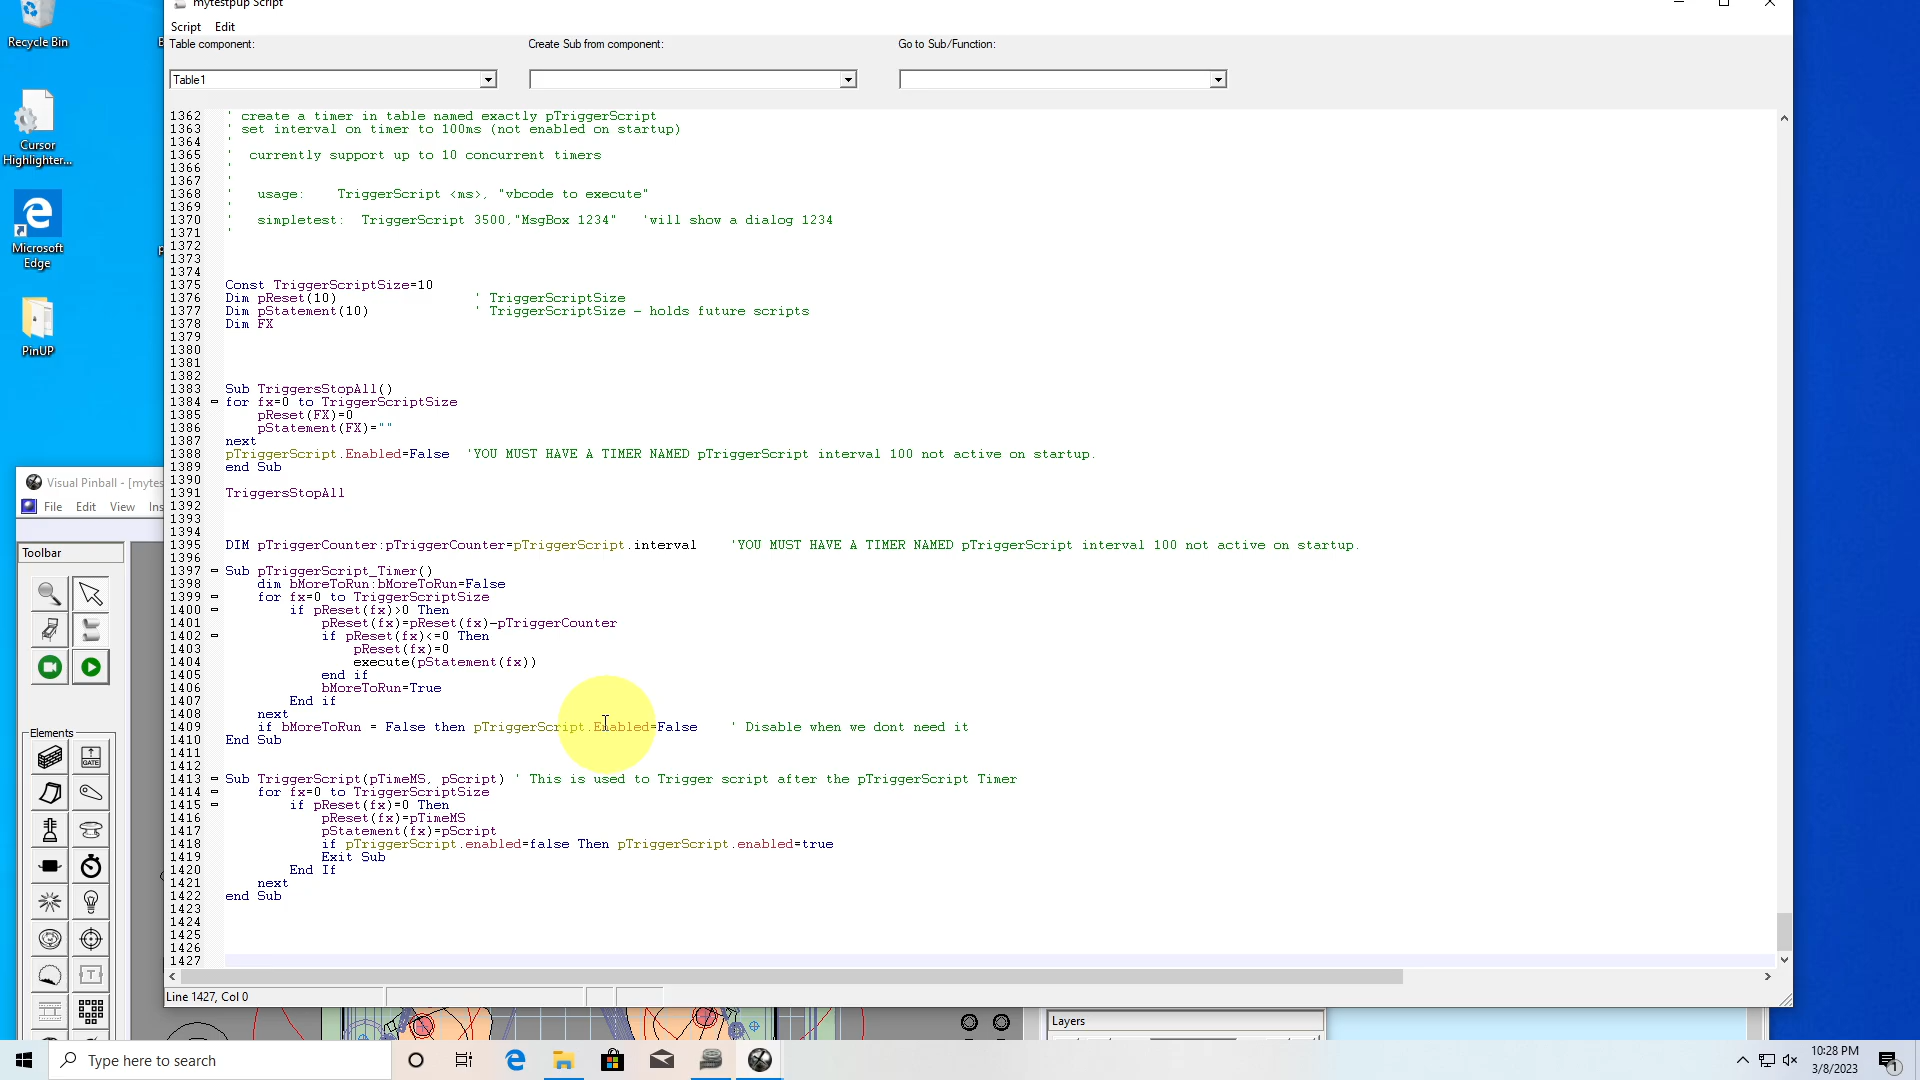 Recycle Bin
mytestpup Script
Script Edit
Table component:
Create Sub from component:
Go to Sub/Function:
Table1
Cursor
Highlighter...
Microsoft
Edge
PinUP
1362 ' create a timer in table named exactly pTriggerScript
1363 ' set interval on timer to 100ms (not enabled on startup)
1364 '
1365 ' currently support up to 10 concurrent timers
1366 '
1367 '
1368 ' usage: TriggerScript <ms>, "vbcode to execute"
1369 '
1370 ' simpletest: TriggerScript 3500,"MsgBox 1234" 'will show a dialog 1234
1371 '
1372
1373
1374
1375 Const TriggerScriptSize=10
1376 Dim pReset(10) ' TriggerScriptSize
1377 Dim pStatement(10) ' TriggerScriptSize - holds future scripts
1378 Dim FX
1379
1380
1381
1382
1383 Sub TriggersStopAll()
1384 for fx=0 to TriggerScriptSize
1385 pReset(FX)=0
1386 pStatement(FX)=""
1387 next
1388 pTriggerScript.Enabled=False 'YOU MUST HAVE A TIMER NAMED pTriggerScript interval 100 not active on startup.
1389 end Sub
1390
1391 TriggersStopAll
1392
1393
1394
1395 DIM pTriggerCounter:pTriggerCounter=pTriggerScript.interval 'YOU MUST HAVE A TIMER NAMED pTriggerScript interval 100 not active on startup.
1396
1397 Sub pTriggerScript_Timer()
1398 dim bMoreToRun:bMoreToRun=False
1399 for fx=0 to TriggerScriptSize
1400 if pReset(fx)>0 Then
1401 pReset(fx)=pReset(fx)-pTriggerCounter
1402 if pReset(fx)<=0 Then
1403 pReset(fx)=0
1404 execute(pStatement(fx))
1405 end if
1406 bMoreToRun=True
1407 End if
1408 next
1409 if bMoreToRun = False then pTriggerScript.Enabled=False ' Disable when we dont need it
1410 End Sub
1411
1412
1413 Sub TriggerScript(pTimeMS, pScript) ' This is used to Trigger script after the pTriggerScript Timer
1414 for fx=0 to TriggerScriptSize
1415 if pReset(fx)=0 Then
1416 pReset(fx)=pTimeMS
1417 pStatement(fx)=pScript
1418 if pTriggerScript.enabled=false Then pTriggerScript.enabled=true
1419 Exit Sub
1420 End If
1421 next
1422 end Sub
1423
1424
1425
1426
1427
Line 1427, Col 0
Visual Pinball - [mytes
File Edit View Ins
Toolbar
Elements
GATE
T
Layers
Type here to search
10:28 PM
3/8/2023
1